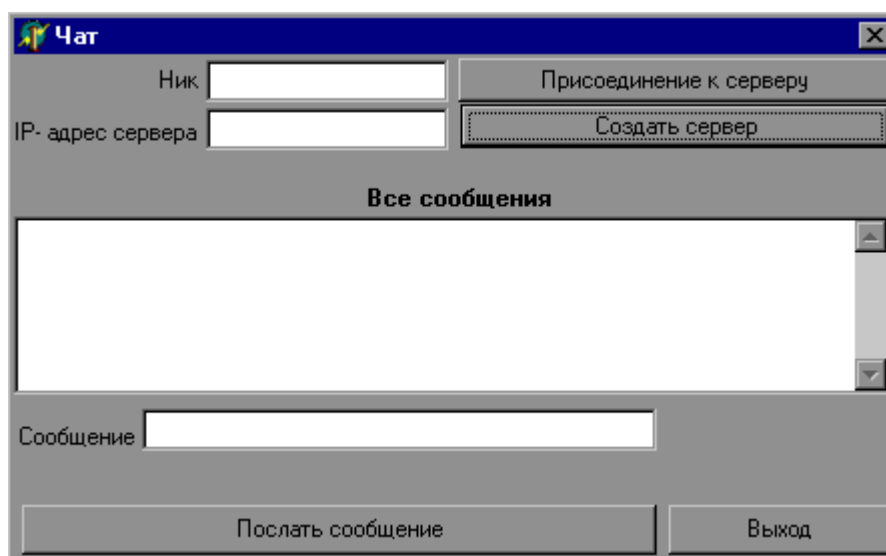 Чат
Ник
Присоединение к серверу
IP- адрес сервера
Создать сервер
Все сообщения
Сообщение
Послать сообщение
Выход